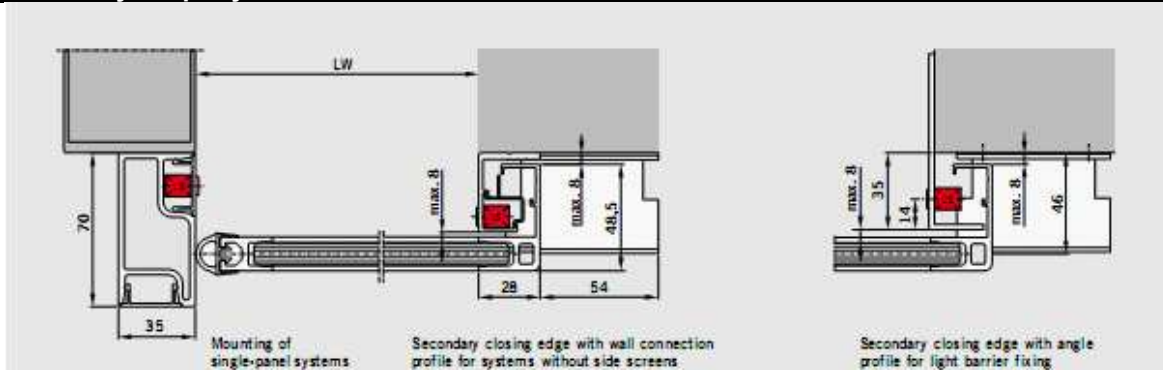 LW
70
35
max. 8
max. 8
48,5
28
54
max. 8
35
14
max. 8
46
Mounting of
single-panel systems
Secondary closing edge with wall connection
profile for systems without side screens
Secondary closing edge with angle
profile for light barrier fixing